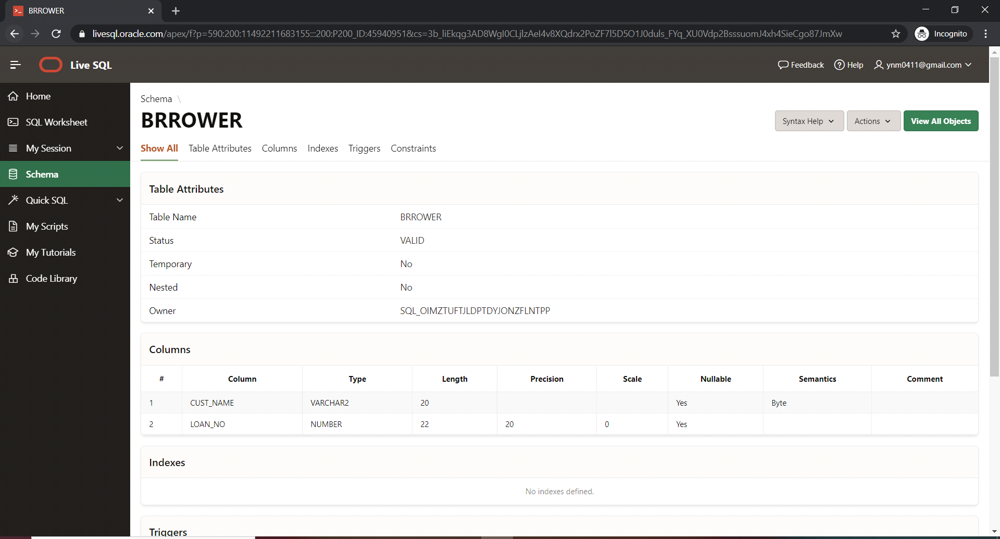 BRROWER
livesql.oracle.com/apex/f?p=590:200:11492211683155:::200:P200_ID:45940951&cs=3b_liEkqg3AD8WgI0CLjlzAeI4v8XQdrx2PoZF7l5D5O1J0duls_FYq_XU0Vdp2BsssuomJ4xh4SieCgo87JmXw
Incognito
Live SQL
Feedback
Help
ynm0411@gmail.com
Home
SQL Worksheet
My Session
Schema
Quick SQL
My Scripts
My Tutorials
Code Library
Schema \
BRROWER
Syntax Help
Actions
View All Objects
Show All Table Attributes Columns Indexes Triggers Constraints
Table Attributes
Table Name BRROWER
Status VALID
Temporary No
Nested No
Owner SQL_OIMZTUFTJLDPTDYJONZFLNTPP
Columns
# Column Type Length Precision Scale Nullable Semantics Comment
1 CUST_NAME VARCHAR2 20 Yes Byte
2 LOAN_NO NUMBER 22 20 0 Yes
Indexes
No indexes defined.
Triggers